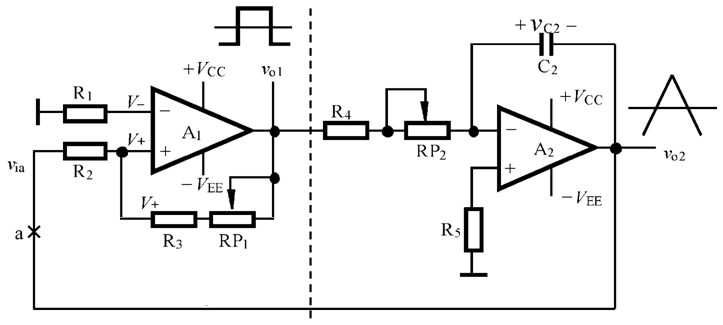 + vC2 −
C2
+VCC
vo1
R1
V−
−
A1
R4
+VCC
V+
+
RP2
−
A2
vo2
via
R2
−VEE
+
−VEE
V+
a
R3
RP1
R5